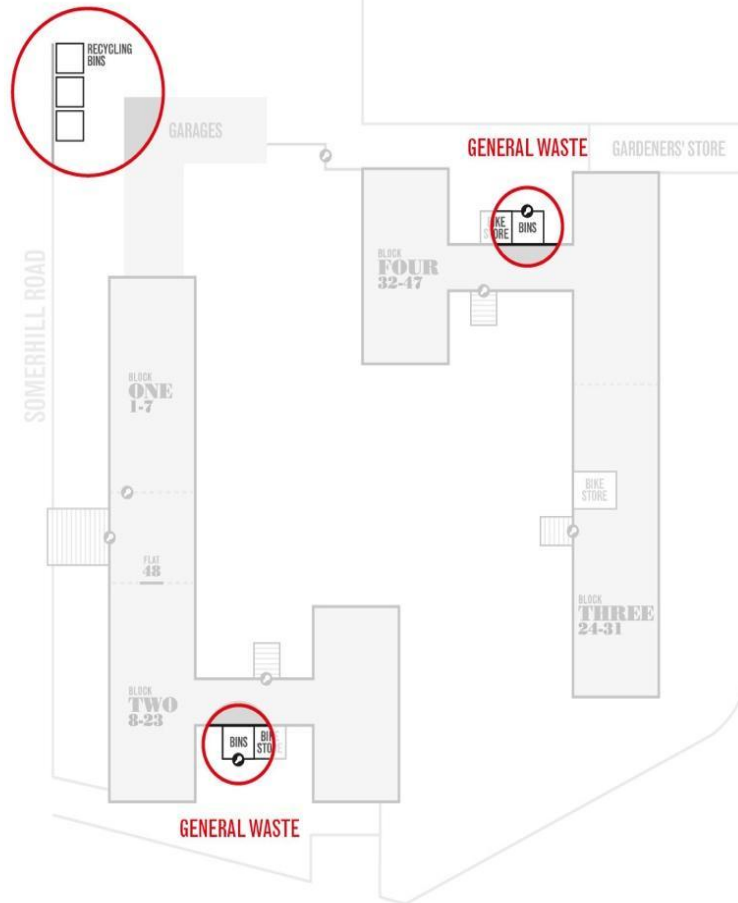 RECYCLING
BINS
GARAGES
GENERAL WASTE
GARDENERS' STORE
BIKE
STORE
BINS
BLOCK
FOUR
32-47
SOMERHILL ROAD
BLOCK
ONE
1-7
BIKE
STORE
FLAT
48
BLOCK
THREE
24-31
BLOCK
TWO
8-23
BINS
BIKE
STORE
GENERAL WASTE